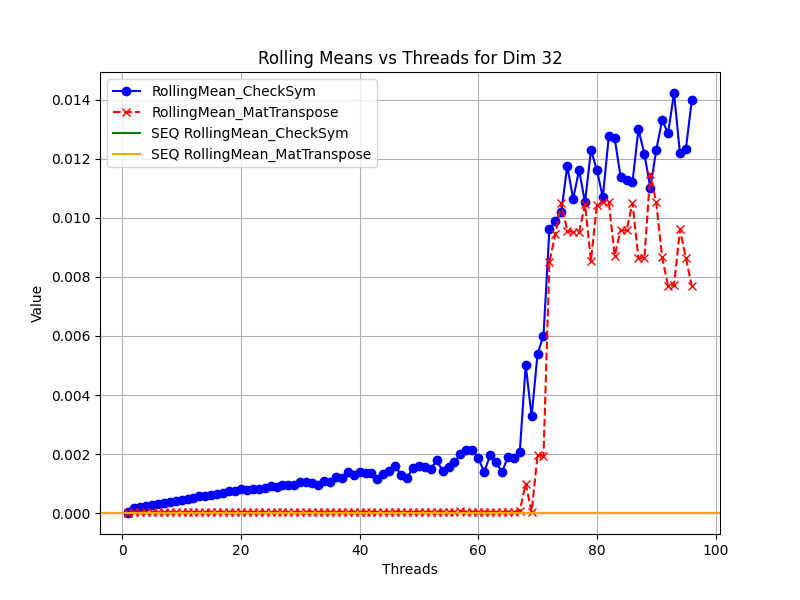 Rolling Means vs Threads for Dim 32
RollingMean_CheckSym
RollingMean_MatTranspose
SEQ RollingMean_CheckSym
SEQ RollingMean_MatTranspose
0.014
0.012
0.010
0.008
0.006
0.004
0.002
0.000
Value
0 20 40 60 80 100
Threads